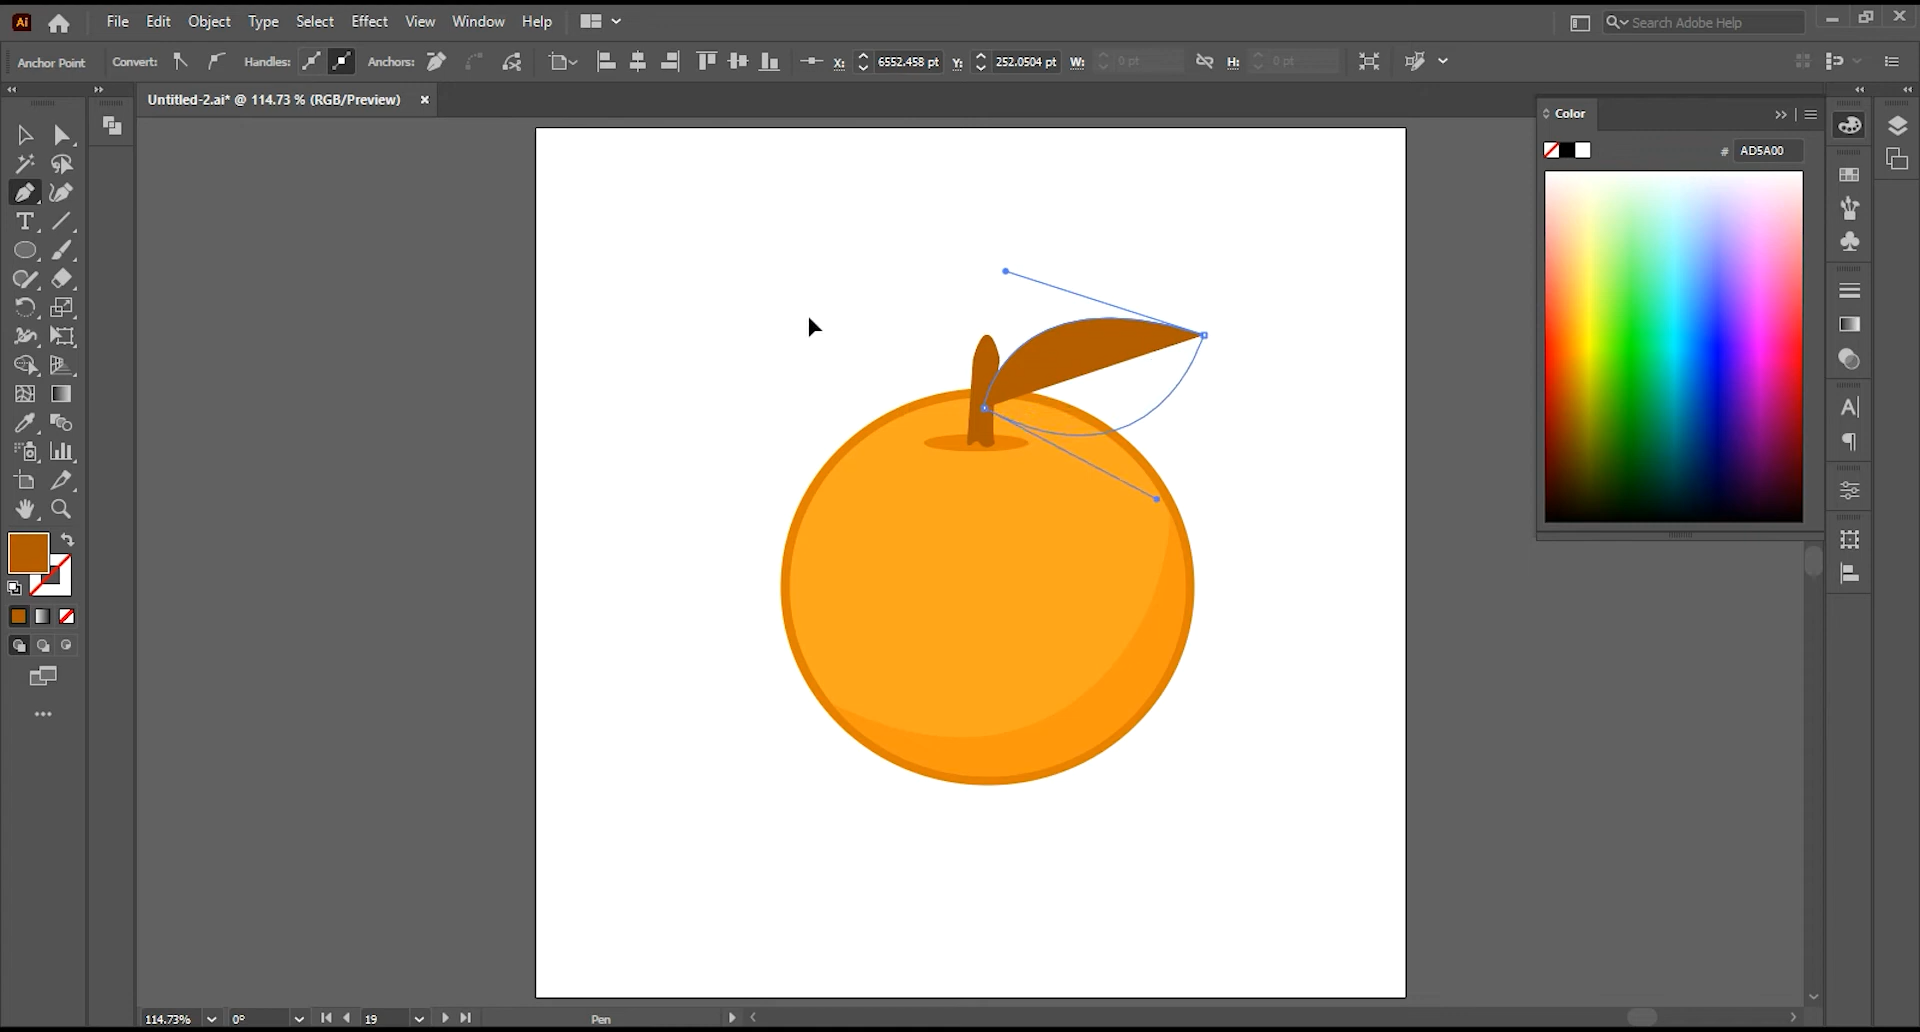 Ai File Edit Object Type Select Effect View Window Help Search Adobe Help
Anchor Point Convert: Handles: Anchors: X: 6552.458 pt Y: 252.0504 pt W: 0 pt H: 0 pt
Untitled-2.ai* @ 114.73 % (RGB/Preview)
Color
# AD5A00
114.73% 0° 19 Pen